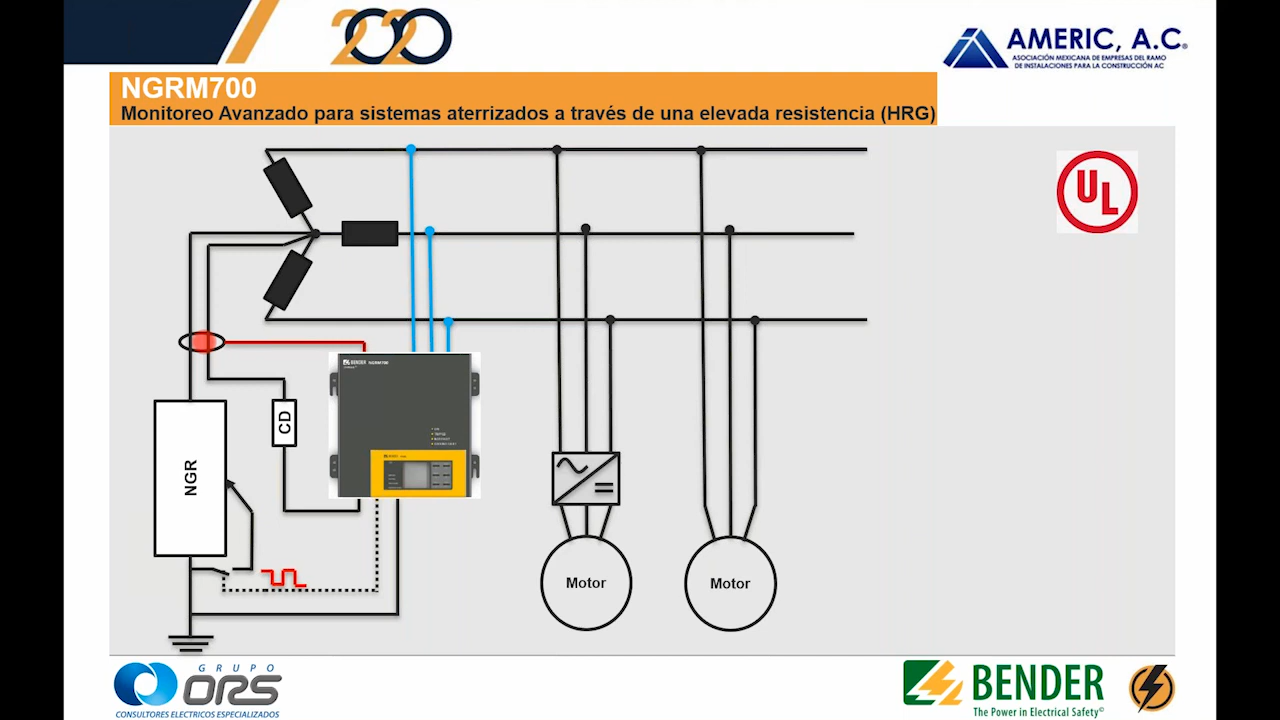 2020
AMERIC, A.C.®
ASOCIACIÓN MEXICANA DE EMPRESAS DEL RAMO
DE INSTALACIONES PARA LA CONSTRUCCIÓN AC
NGRM700
Monitoreo Avanzado para sistemas aterrizados a través de una elevada resistencia (HRG)
UL
BENDER NGRM700
CD
NGR
Motor
Motor
GRUPO
ORS
CONSULTORES ELECTRICOS ESPECIALIZADOS
BENDER
The Power in Electrical Safety©